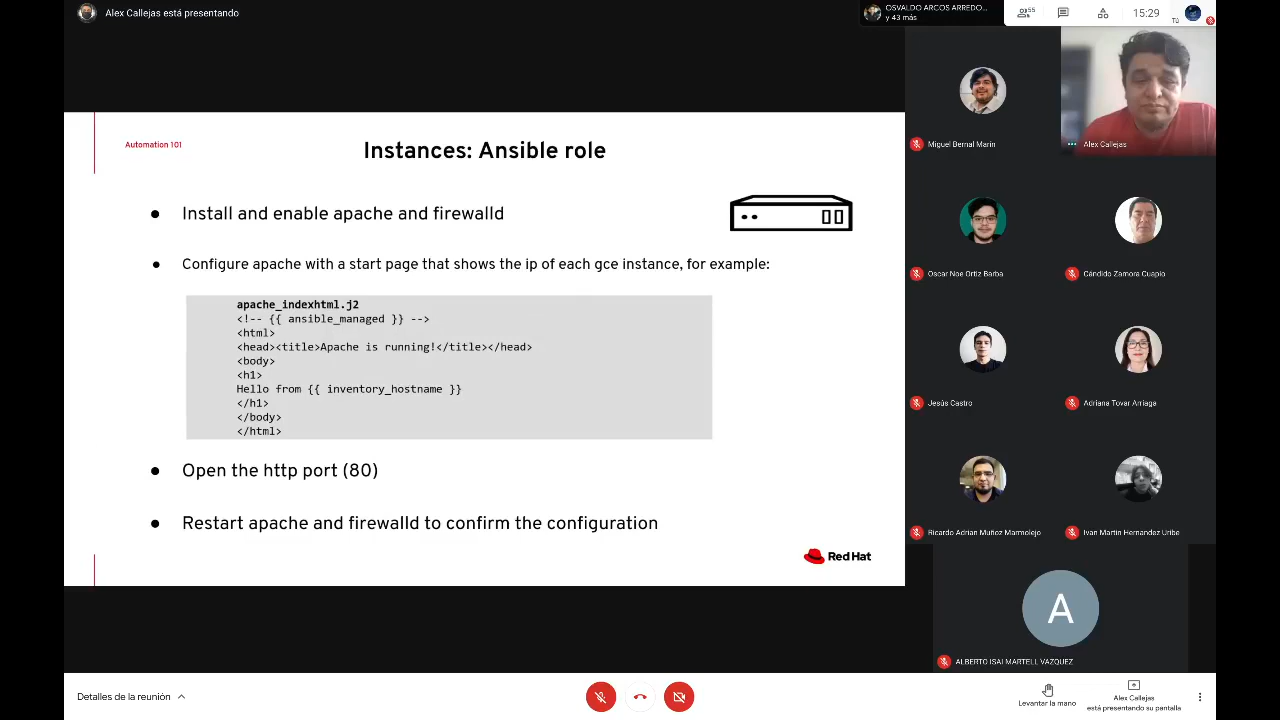 Alex Callejas está presentando
OSVALDO ARCOS ARREDO...
y 43 más
55
15:29
Tú
Automation 101
Instances: Ansible role
● Install and enable apache and firewalld
● Configure apache with a start page that shows the ip of each gce instance, for example:
apache_indexhtml.j2
<!-- {{ ansible_managed }} -->
<html>
<head><title>Apache is running!</title></head>
<body>
<h1>
Hello from {{ inventory_hostname }}
</h1>
</body>
</html>
● Open the http port (80)
● Restart apache and firewalld to confirm the configuration
Red Hat
Miguel Bernal Marin
Alex Callejas
Oscar Noe Ortiz Barba
Cándido Zamora Cuapio
Jesús Castro
Adriana Tovar Arriaga
Ricardo Adrian Muñoz Marmolejo
Ivan Martin Hernandez Uribe
A
ALBERTO ISAI MARTELL VAZQUEZ
Detalles de la reunión
Levantar la mano
Alex Callejas
está presentando su pantalla